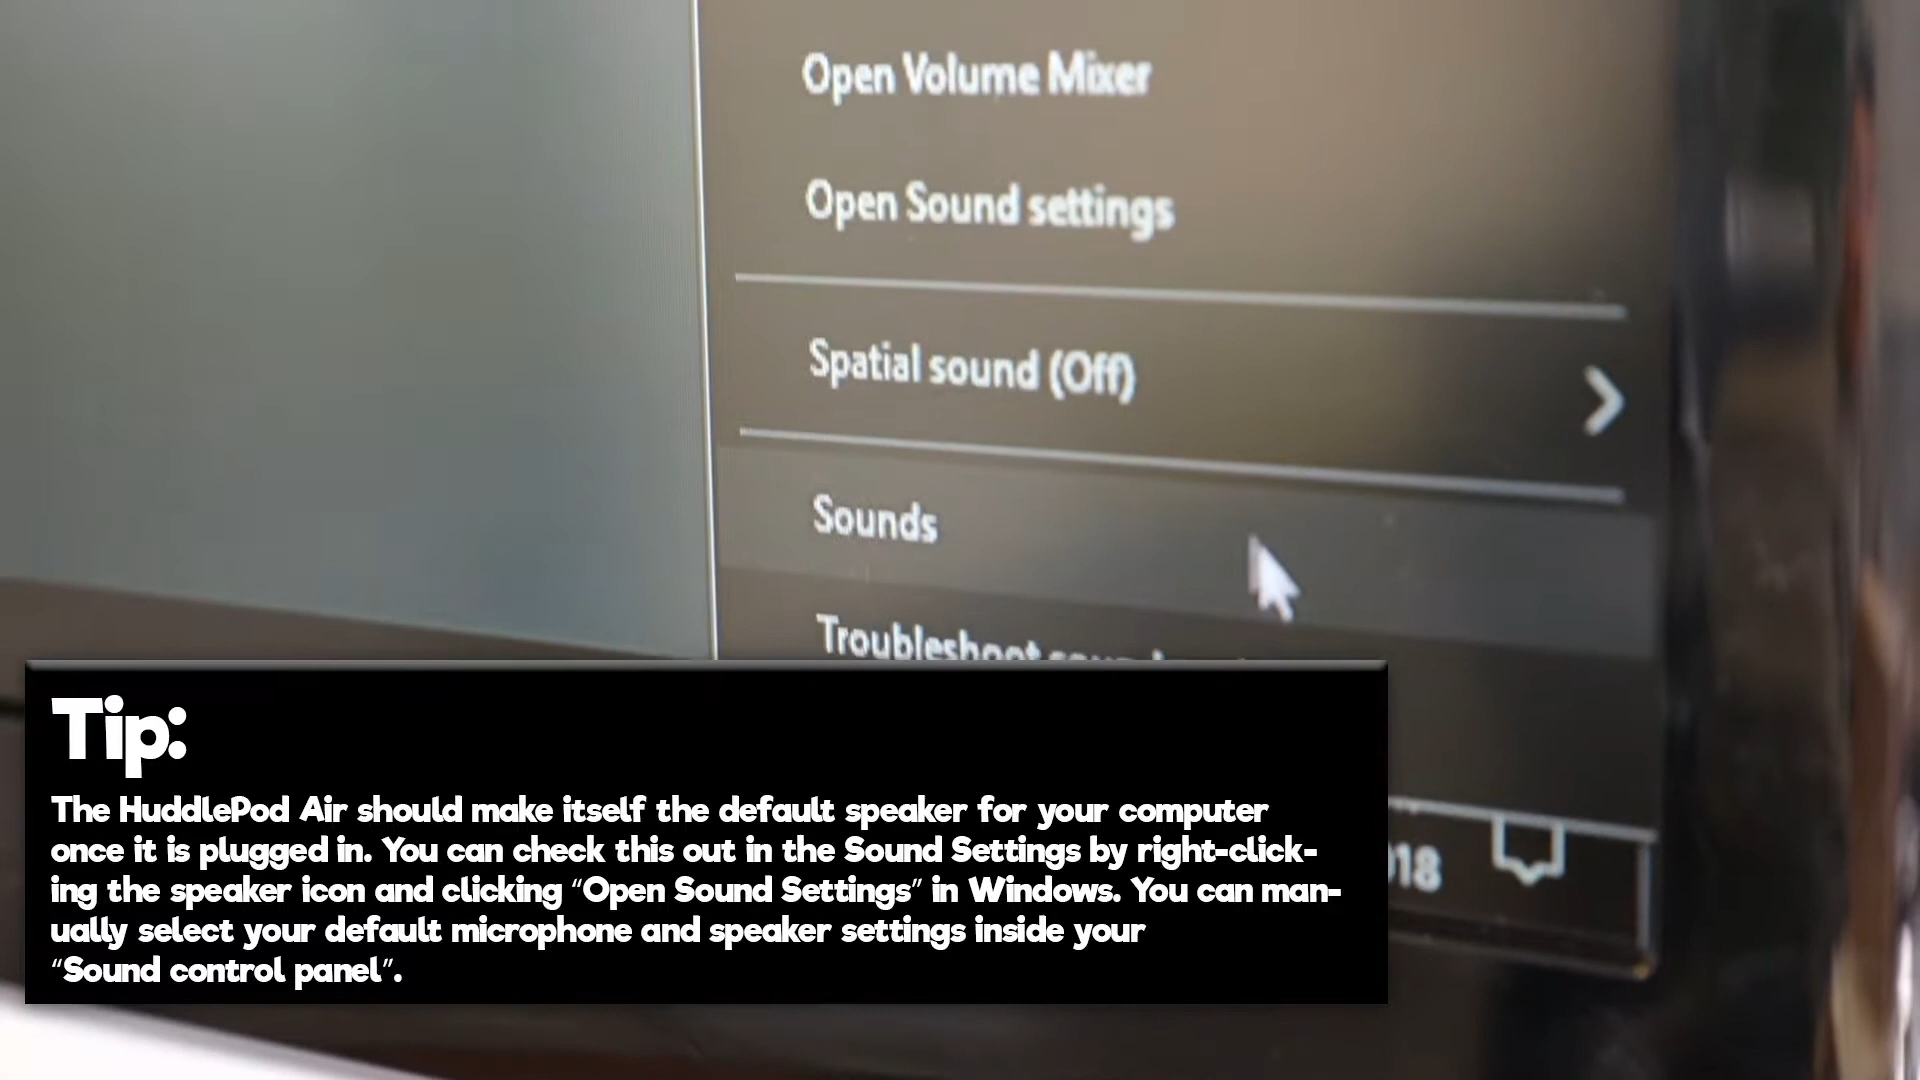 Open Volume Mixer
Open Sound settings
Spatial sound (Off)
Sounds
Troubleshoot
Tip:
The HuddlePod Air should make itself the default speaker for your computer
once it is plugged in. You can check this out in the Sound Settings by right-click-
ing the speaker icon and clicking “Open Sound Settings” in Windows. You can man-
ually select your default microphone and speaker settings inside your
“Sound control panel”.